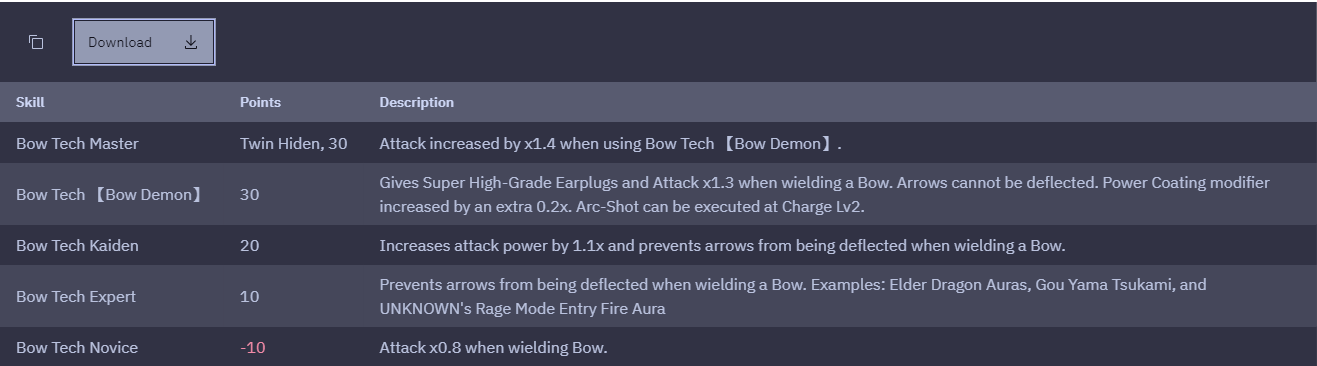 Download
Skill Points Description
Bow Tech Master Twin Hiden, 30 Attack increased by x1.4 when using Bow Tech 【Bow Demon】.
Bow Tech 【Bow Demon】 30 Gives Super High-Grade Earplugs and Attack x1.3 when wielding a Bow. Arrows cannot be deflected. Power Coating modifier
increased by an extra 0.2x. Arc-Shot can be executed at Charge Lv2.
Bow Tech Kaiden 20 Increases attack power by 1.1x and prevents arrows from being deflected when wielding a Bow.
Bow Tech Expert 10 Prevents arrows from being deflected when wielding a Bow. Examples: Elder Dragon Auras, Gou Yama Tsukami, and
UNKNOWN's Rage Mode Entry Fire Aura
Bow Tech Novice -10 Attack x0.8 when wielding Bow.